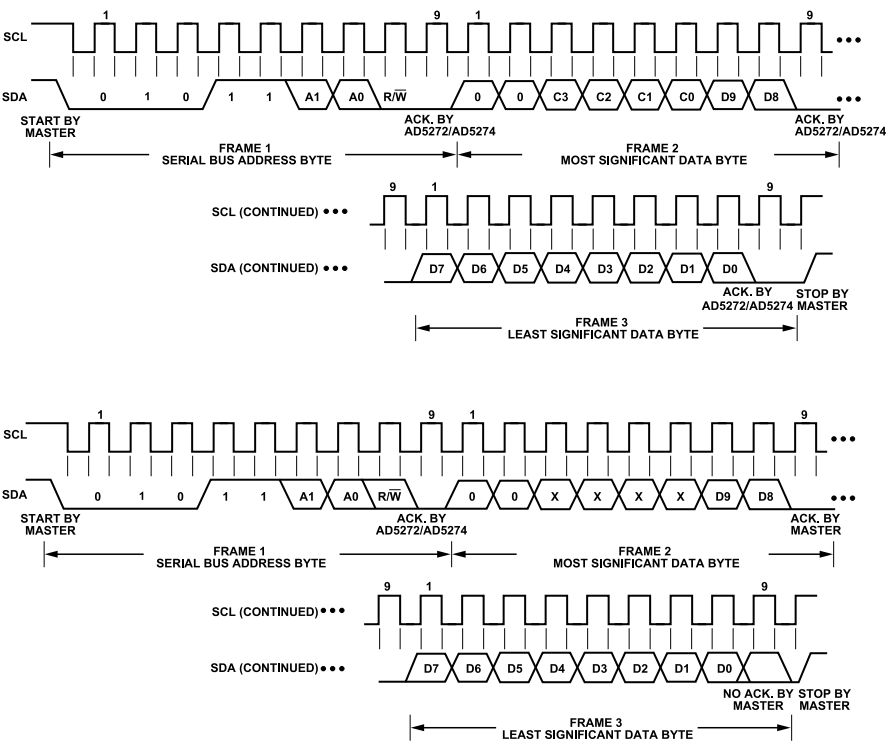 1 9 1 9
SCL
SDA 0 1 0 1 1 A1 A0 R/W̅ 0 0 C3 C2 C1 C0 D9 D8
START BY MASTER
ACK. BY AD5272/AD5274
ACK. BY AD5272/AD5274
FRAME 1
SERIAL BUS ADDRESS BYTE
FRAME 2
MOST SIGNIFICANT DATA BYTE
9 1 9
SCL (CONTINUED)
SDA (CONTINUED) D7 D6 D5 D4 D3 D2 D1 D0
ACK. BY AD5272/AD5274
STOP BY MASTER
FRAME 3
LEAST SIGNIFICANT DATA BYTE
1 9 1 9
SCL
SDA 0 1 0 1 1 A1 A0 R/W̅ 0 0 X X X X D9 D8
START BY MASTER
ACK. BY AD5272/AD5274
ACK. BY MASTER
FRAME 1
SERIAL BUS ADDRESS BYTE
FRAME 2
MOST SIGNIFICANT DATA BYTE
9 1 9
SCL (CONTINUED)
SDA (CONTINUED) D7 D6 D5 D4 D3 D2 D1 D0
NO ACK. BY MASTER
STOP BY MASTER
FRAME 3
LEAST SIGNIFICANT DATA BYTE